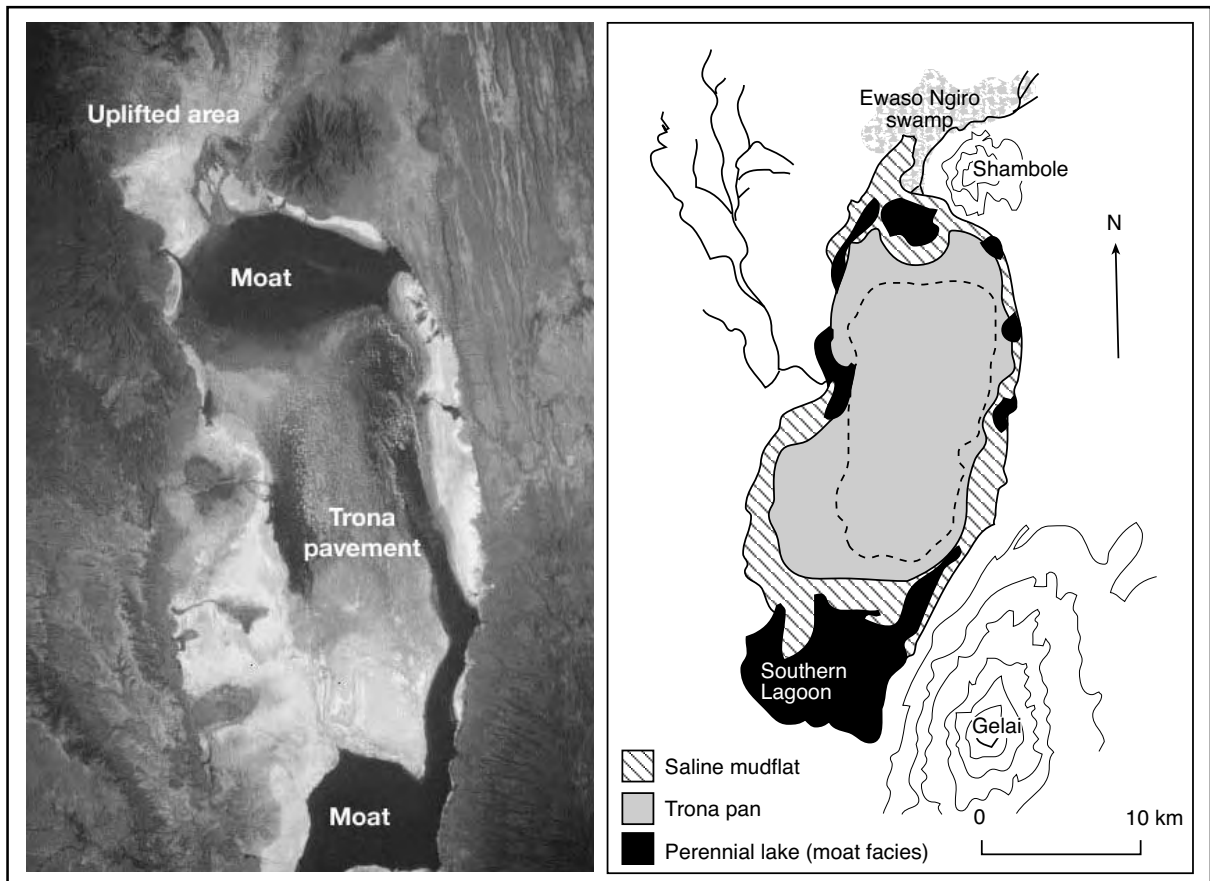 Uplifted area
Moat
Trona
pavement
Moat
Ewaso Ngiro
swamp
Shambole
N
Southern
Lagoon
Gelai
Saline mudflat
Trona pan
Perennial lake (moat facies)
0 10 km